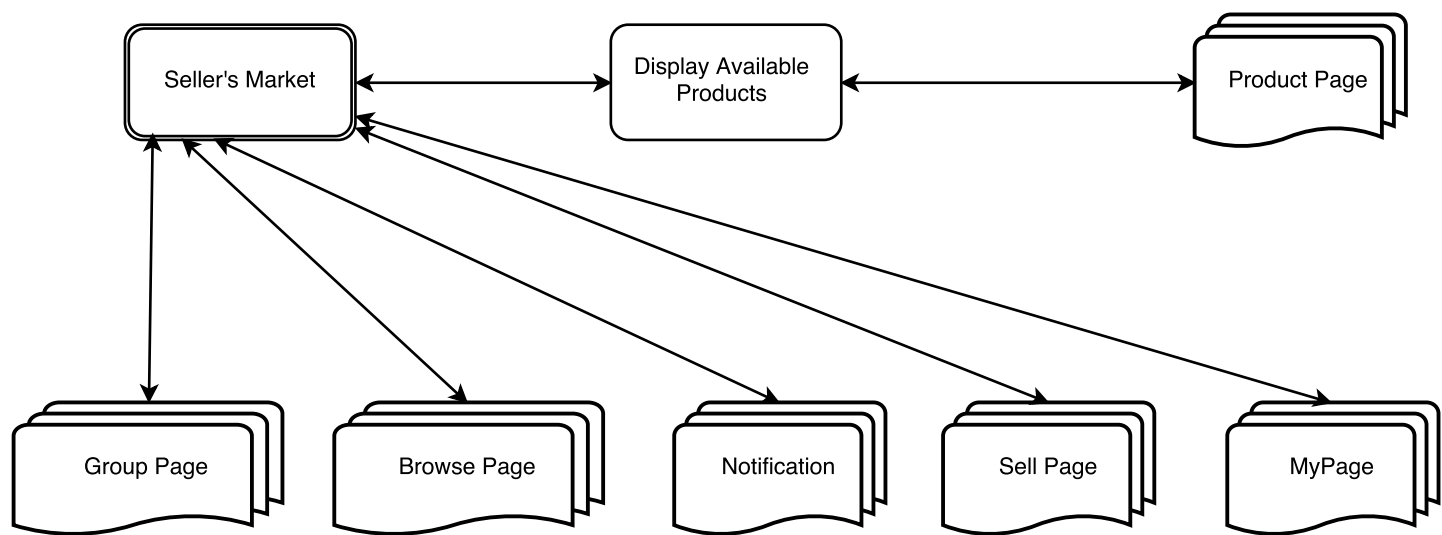 Seller's Market
Display Available
Products
Product Page
Group Page
Browse Page
Notification
Sell Page
MyPage